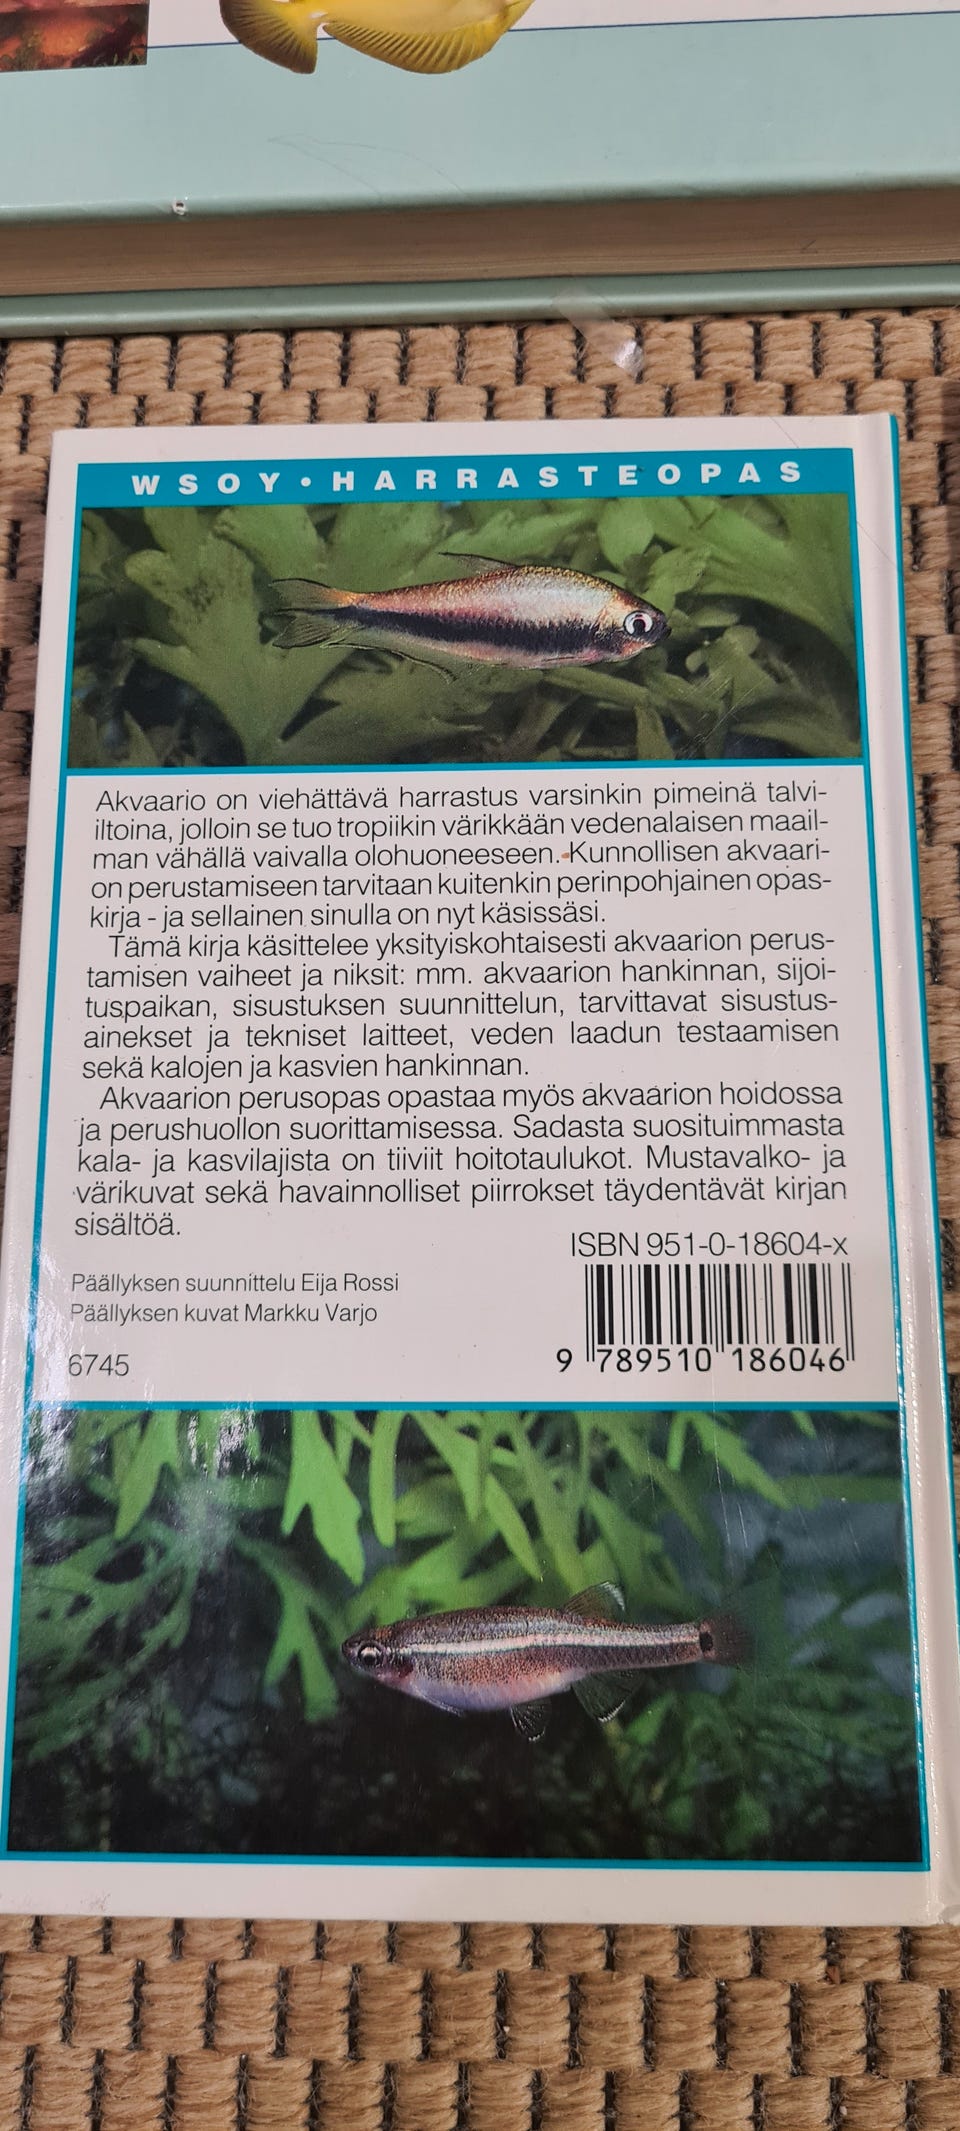 WSOY•HARRASTEOPAS
Akvaario on viehättävä harrastus varsinkin pimeinä talvi-
iltoina, jolloin se tuo tropiikin värikkään vedenalaisen maail-
man vähällä vaivalla olohuoneeseen. Kunnollisen akvaari-
on perustamiseen tarvitaan kuitenkin perinpohjainen opas-
kirja - ja sellainen sinulla on nyt käsissäsi.
Tämä kirja käsittelee yksityiskohtaisesti akvaarion perus-
tamisen vaiheet ja niksit: mm. akvaarion hankinnan, sijoi-
tuspaikan, sisustuksen suunnittelun, tarvittavat sisustus-
ainekset ja tekniset laitteet, veden laadun testaamisen
sekä kalojen ja kasvien hankinnan.
Akvaarion perusopas opastaa myös akvaarion hoidossa
ja perushuollon suorittamisessa. Sadasta suosituimmasta
kala- ja kasvilajista on tiiviit hoitotaulukot. Mustavalko- ja
värikuvat sekä havainnolliset piirrokset täydentävät kirjan
sisältöä.
ISBN 951-0-18604-x
Päällyksen suunnittelu Eija Rossi
Päällyksen kuvat Markku Varjo
6745
9 789510 186046